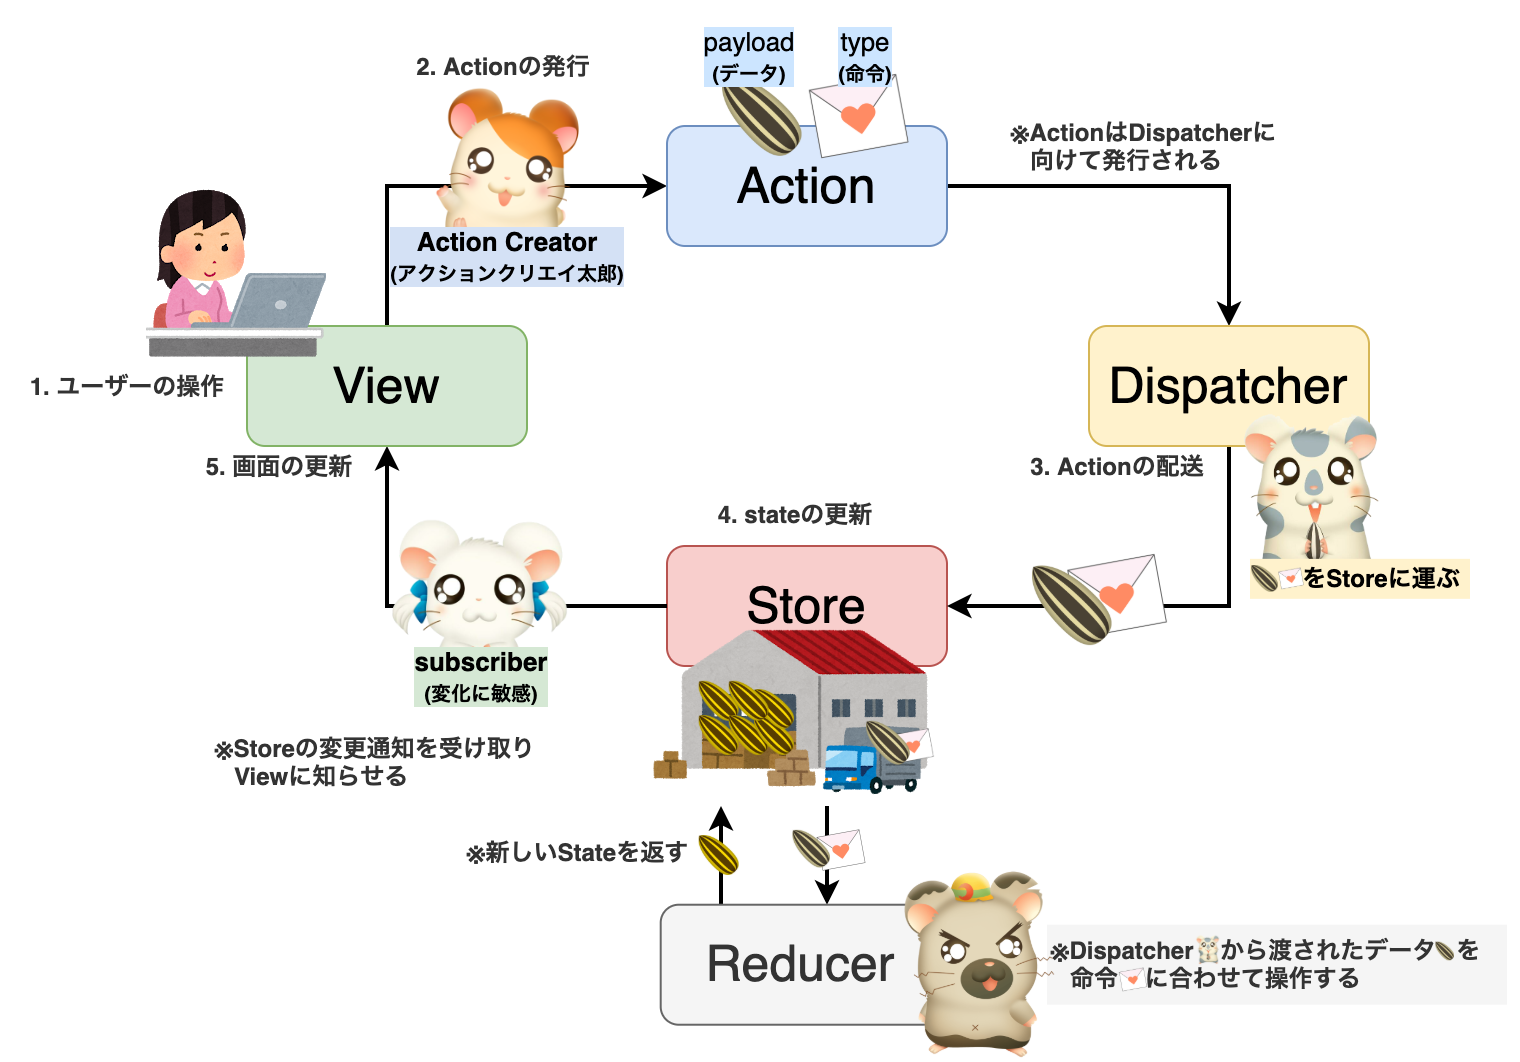 payload
(データ)
type
(命令)
2. Actionの発行
Action
※ActionはDispatcherに
向けて発行される
Action Creator
(アクションクリエイ太郎)
View
1. ユーザーの操作
Dispatcher
5. 画面の更新
3. Actionの配送
4. stateの更新
Store
をStoreに運ぶ
subscriber
(変化に敏感)
※Storeの変更通知を受け取り
Viewに知らせる
※新しいStateを返す
Reducer
※Dispatcherから渡されたデータを
命令に合わせて操作する